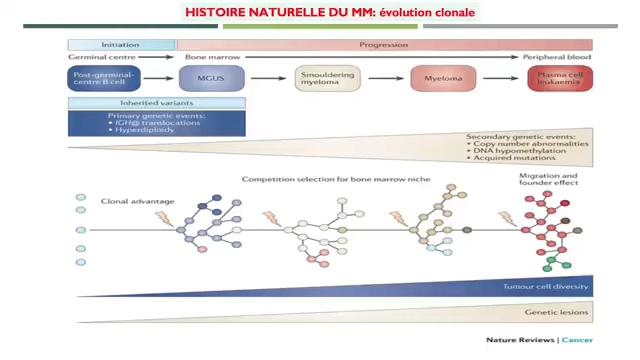 HISTOIRE NATURELLE DU MM: évolution clonale
Initiation
Progression
Germinal centre
Bone marrow
Peripheral blood
Post-germinal-
centre B cell
MGUS
Smouldering
myeloma
Myeloma
Plasma cell
leukaemia
Inherited variants
Primary genetic events:
• IGH@ translocations
• Hyperdiploidy
Secondary genetic events:
• Copy number abnormalities
• DNA hypomethylation
• Acquired mutations
Competition selection for bone marrow niche
Migration and
founder effect
Clonal advantage
Tumour cell diversity
Genetic lesions
Nature Reviews | Cancer